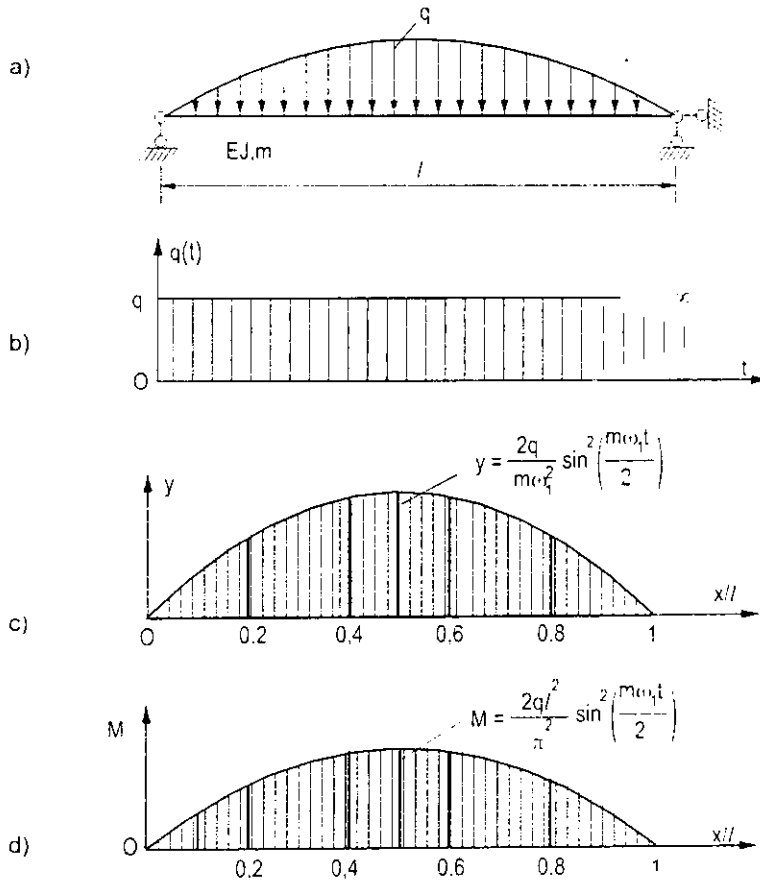 a)
q
EJ,m
l
b)
q(t)
q
O
t
c)
y
y = 2q/(mω₁²) sin²(mω₁t/2)
x/l
O 0,2 0,4 0,6 0.8 1
d)
M
M = 2ql²/π² sin²(mω₁t/2)
x/l
O 0,2 0,4 0,6 0,8 1